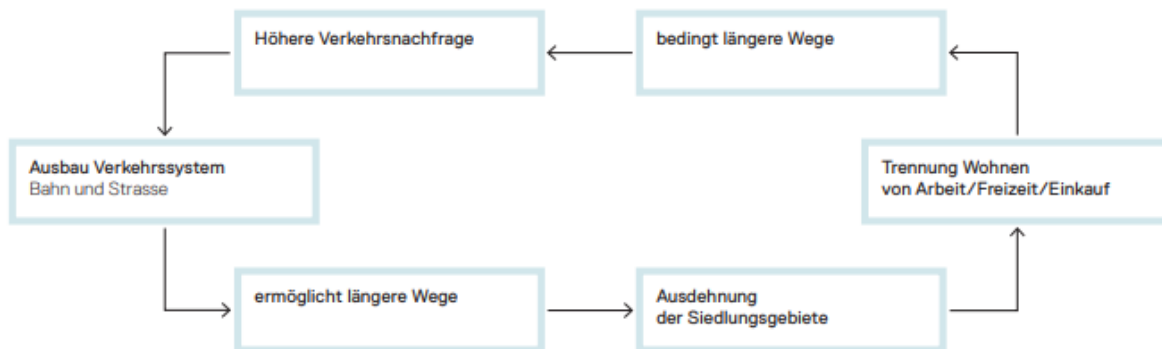 Höhere Verkehrsnachfrage
bedingt längere Wege
Ausbau Verkehrssystem
Bahn und Strasse
Trennung Wohnen
von Arbeit/Freizeit/Einkauf
ermöglicht längere Wege
Ausdehnung
der Siedlungsgebiete